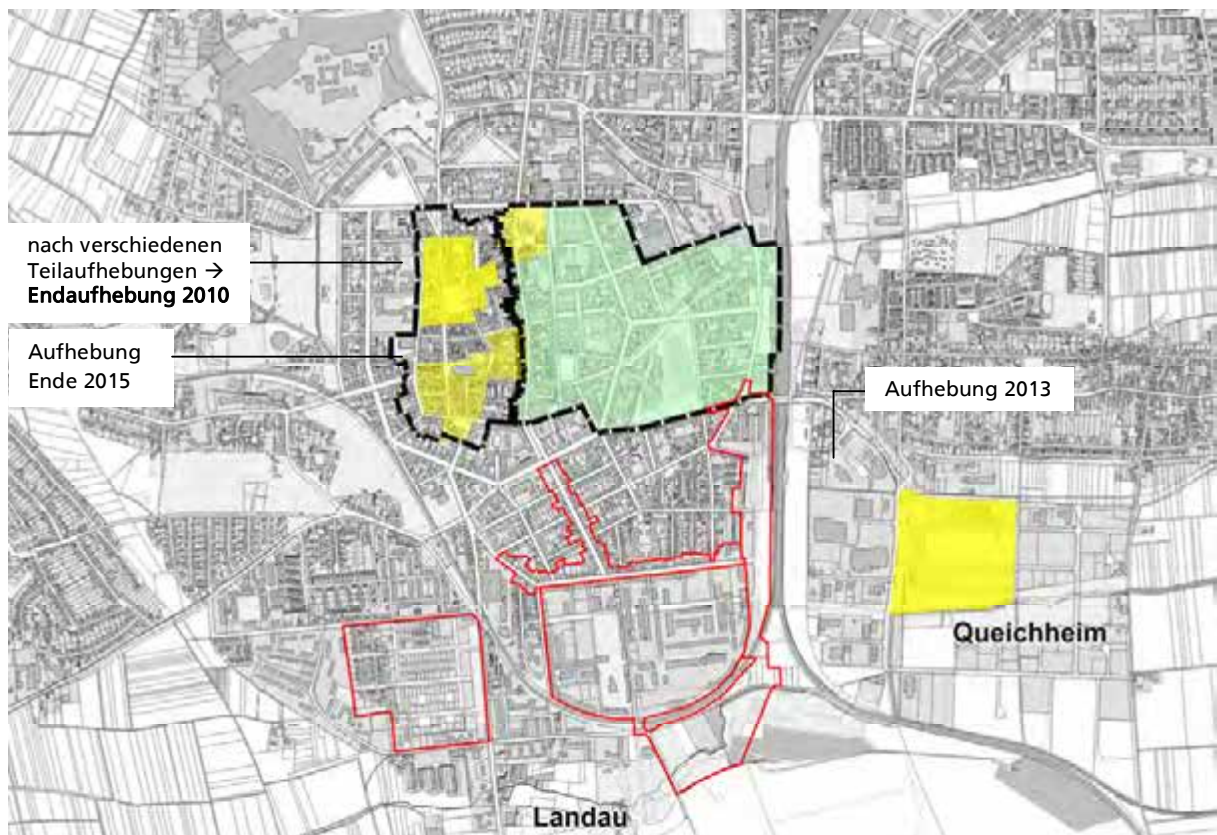 nach verschiedenen
Teilaufhebungen →
Endaufhebung 2010
Aufhebung
Ende 2015
Aufhebung 2013
Queichheim
Landau